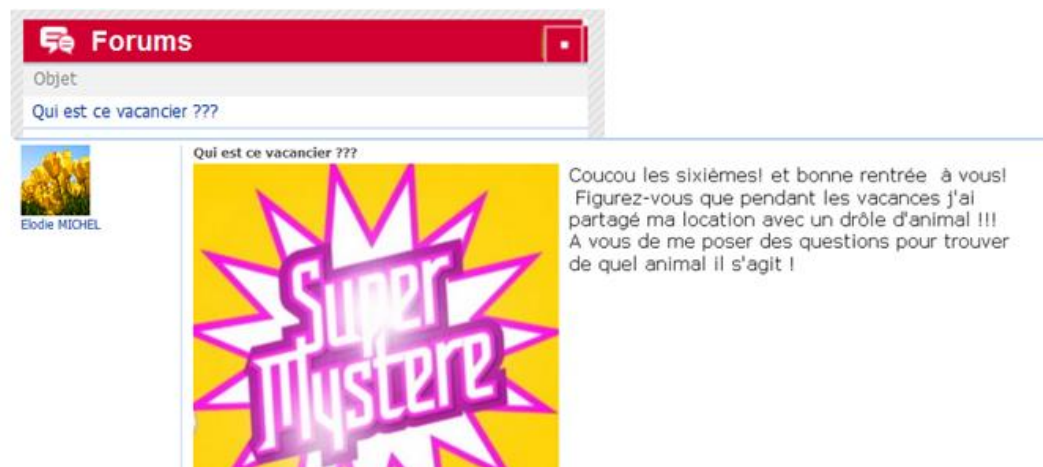 Forums
Objet
Qui est ce vacancier ???
Elodie MICHEL
Qui est ce vacancier ???
Super
Mystere
Coucou les sixièmes! et bonne rentrée à vous!
Figurez-vous que pendant les vacances j'ai
partagé ma location avec un drôle d'animal !!!
A vous de me poser des questions pour trouver
de quel animal il s'agit !